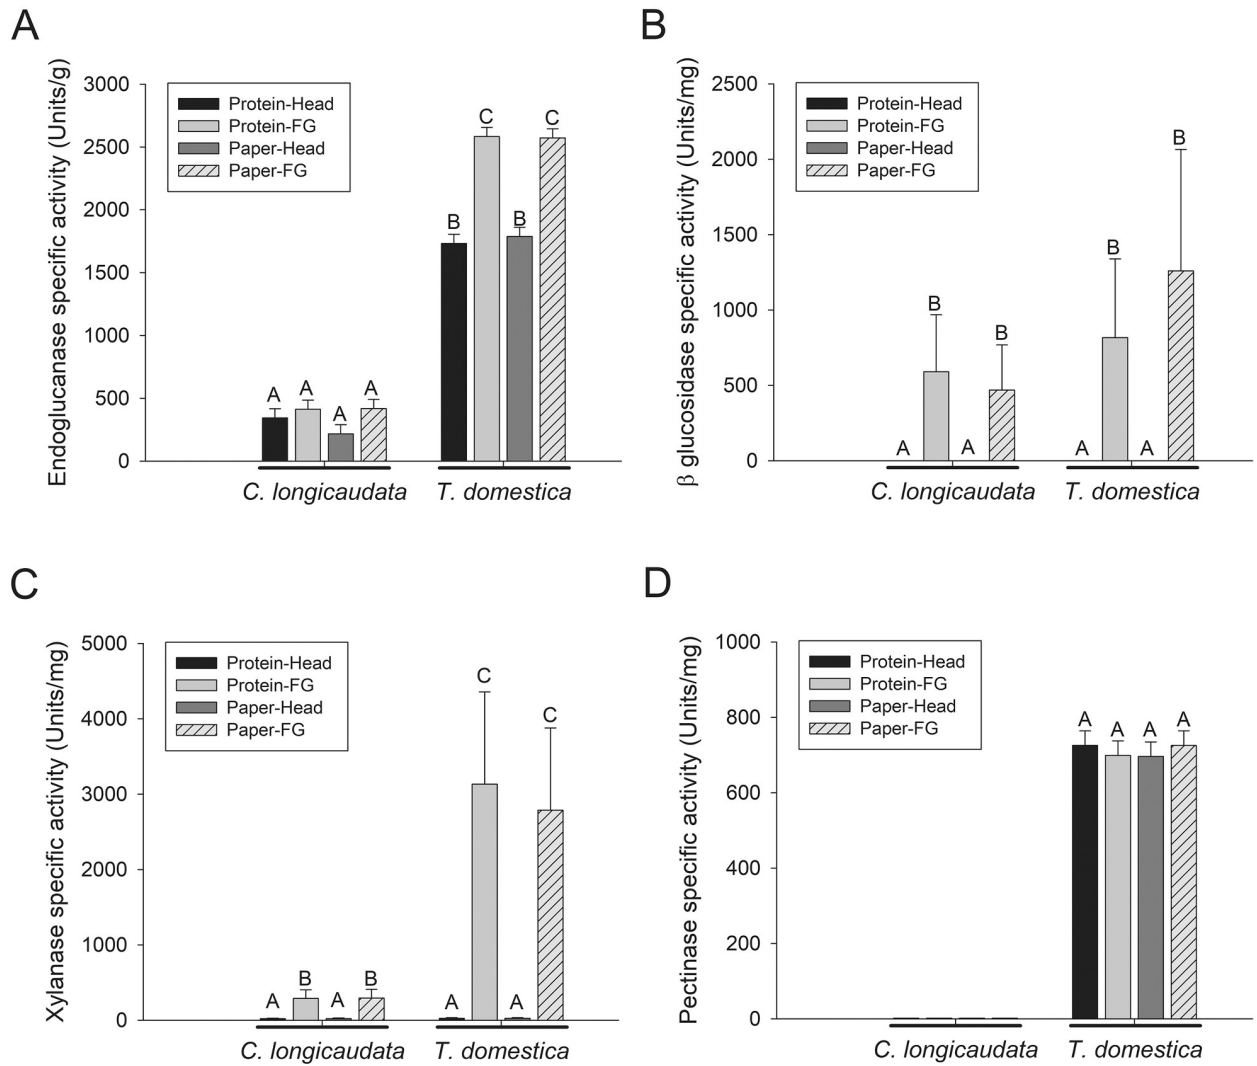 A
Endoglucanase specific activity (Units/g)
3000
2500
2000
1500
1000
500
0
Protein-Head
Protein-FG
Paper-Head
Paper-FG
A
A
A
A
B
C
B
C
C. longicaudata
T. domestica
B
β glucosidase specific activity (Units/mg)
2500
2000
1500
1000
500
0
Protein-Head
Protein-FG
Paper-Head
Paper-FG
A
B
A
B
A
B
A
B
C. longicaudata
T. domestica
C
Xylanase specific activity (Units/mg)
5000
4000
3000
2000
1000
0
Protein-Head
Protein-FG
Paper-Head
Paper-FG
A
B
A
B
A
C
A
C
C. longicaudata
T. domestica
D
Pectinase specific activity (Units/mg)
1000
800
600
400
200
0
Protein-Head
Protein-FG
Paper-Head
Paper-FG
A
A
A
A
C. longicaudata
T. domestica